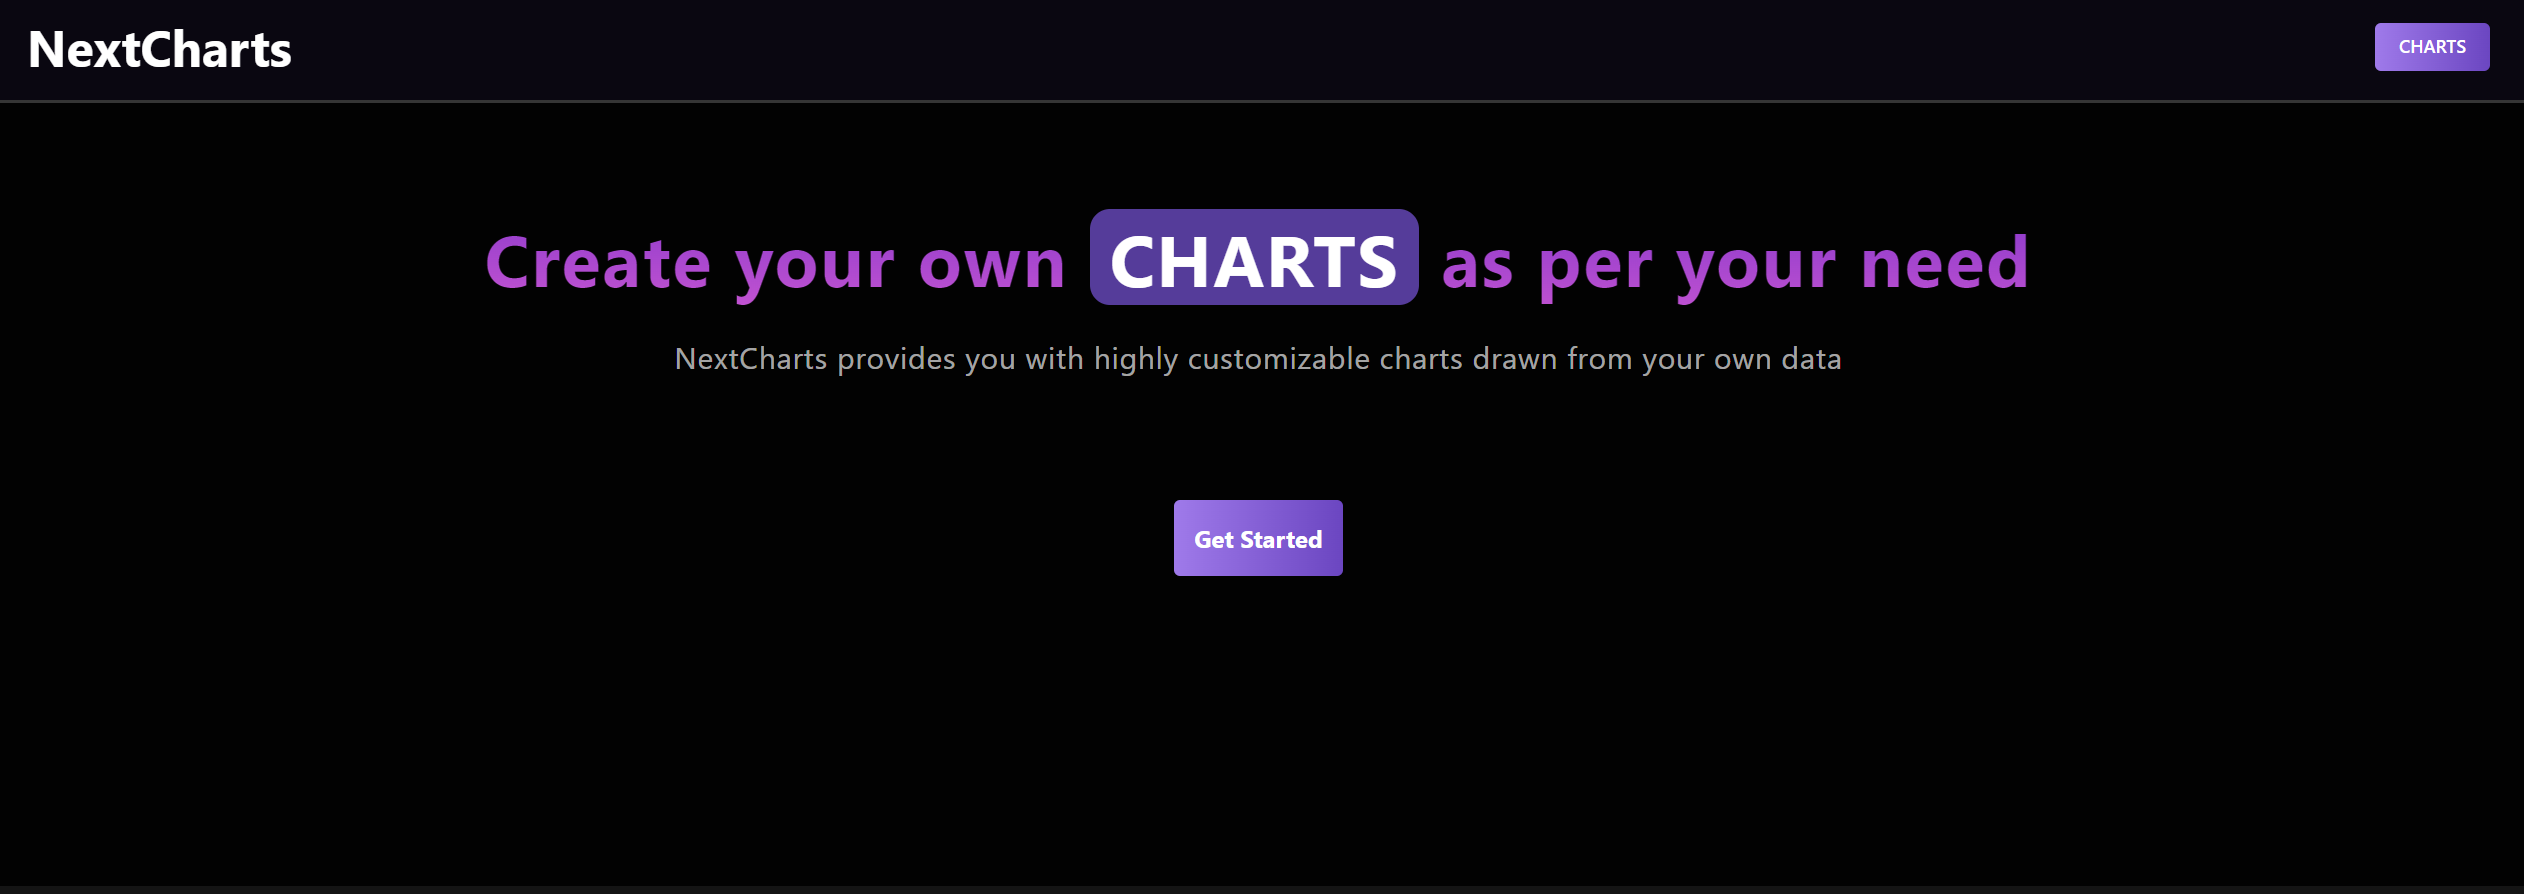 NextCharts
CHARTS
Create your own CHARTS as per your need
NextCharts provides you with highly customizable charts drawn from your own data
Get Started